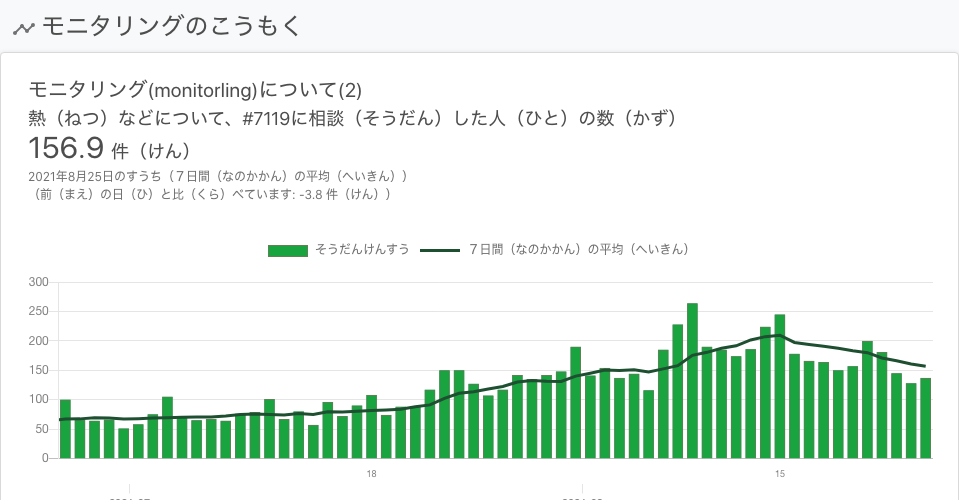 モニタリングのこうもく
モニタリング(monitorling)について(2)
熱（ねつ）などについて、#7119に相談（そうだん）した人（ひと）の数（かず）
156.9 件（けん）
2021年8月25日のすうち（７日間（なのかかん）の平均（へいきん））
（前（まえ）の日（ひ）と比（くら）べています: -3.8 件（けん））
そうだんけんすう
７日間（なのかかん）の平均（へいきん）
300
250
200
150
100
50
0
18
15